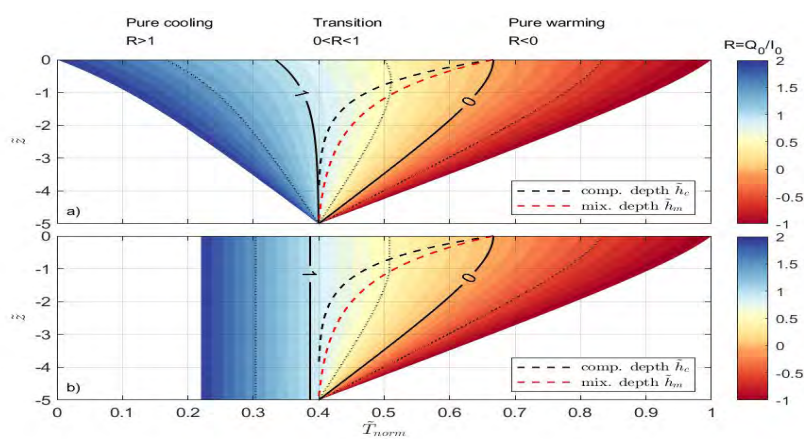 Pure cooling Transition Pure warming
R>1 0<R<1 R<0
R=Q₀/I₀
0
-1
-2
-3
-4
-5
z̃
a)
1
0
comp. depth h̃c
mix. depth h̃m
2
1.5
1
0.5
0
-0.5
-1
0
-1
-2
-3
-4
-5
z̃
b)
1
0
comp. depth h̃c
mix. depth h̃m
2
1.5
1
0.5
0
-0.5
-1
0 0.1 0.2 0.3 0.4 0.5 0.6 0.7 0.8 0.9 1
T̃norm